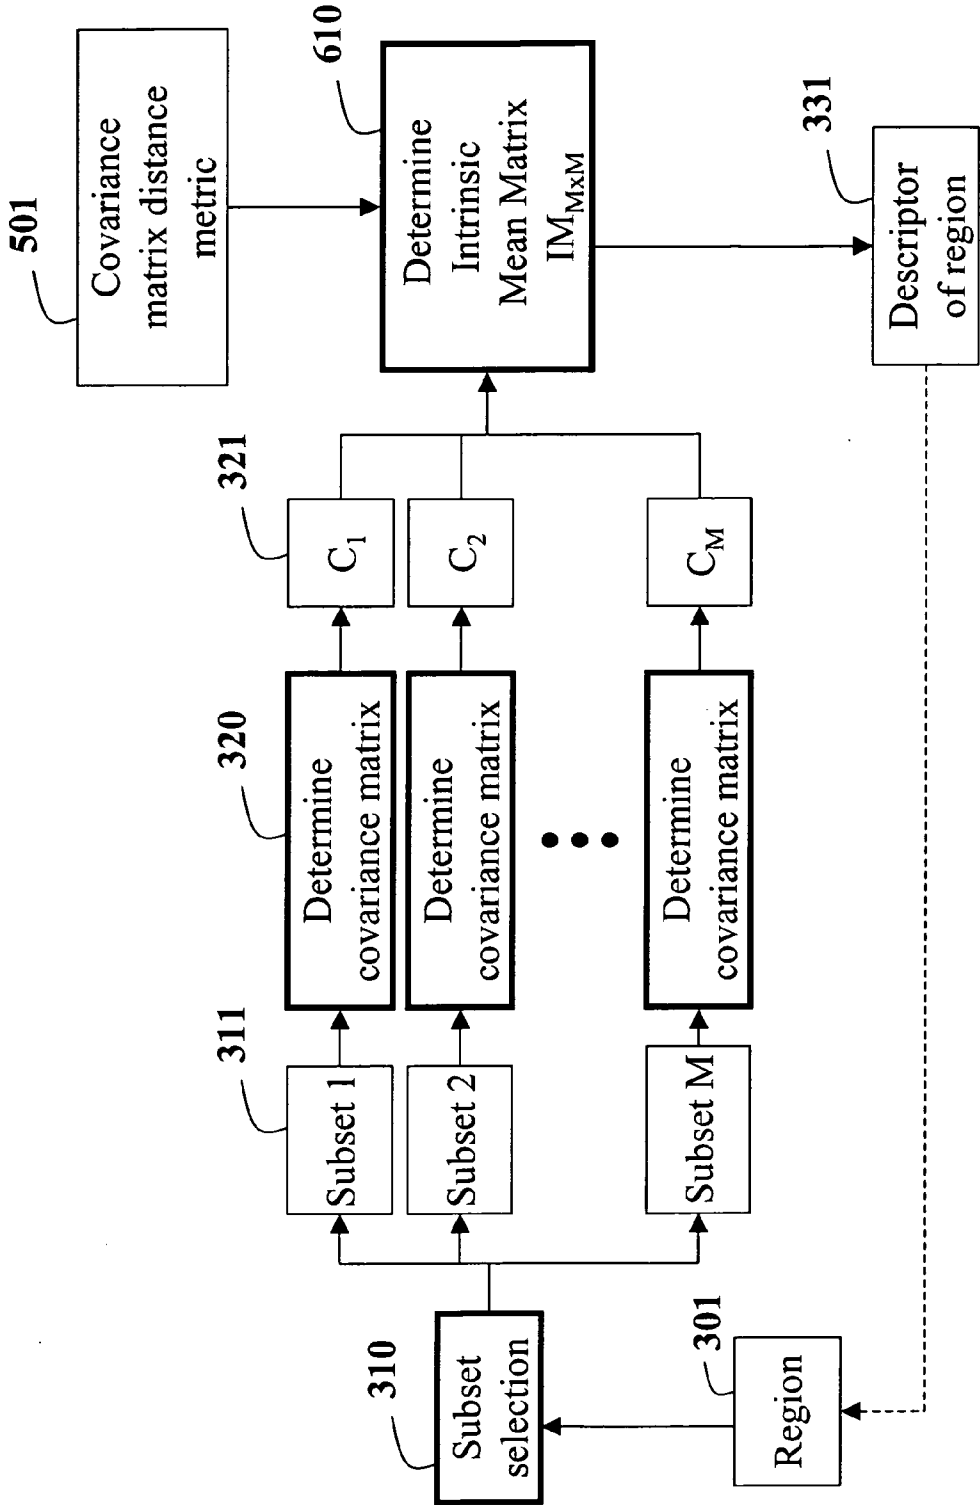 501
Covariance
matrix distance
metric
610
Determine
Intrinsic
Mean Matrix
IM_MxM
331
Descriptor
of region
321
C_1
C_2
C_M
320
Determine
covariance matrix
Determine
covariance matrix
Determine
covariance matrix
311
Subset 1
Subset 2
Subset M
310
Subset
selection
301
Region